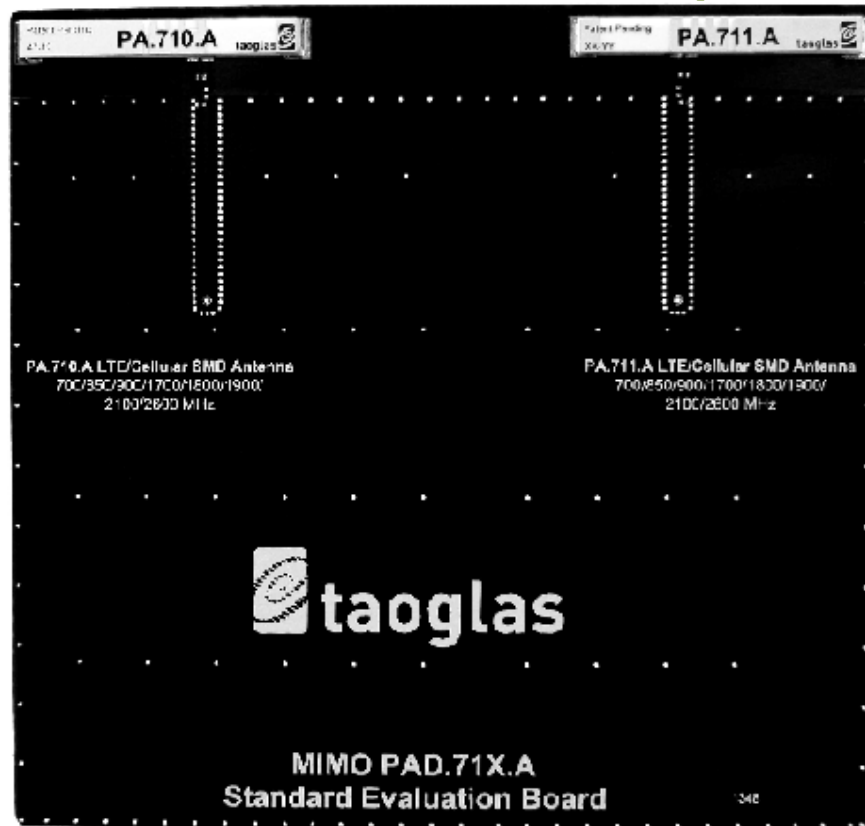 PA.710.A
taoglas
Patent Pending
PA.711.A
taoglas
PA.710.A LTE/Cellular SMD Antenna
700/850/900/1700/1800/1900/
2100/2600 MHz
PA.711.A LTE/Cellular SMD Antenna
700/850/900/1700/1800/1900/
2100/2600 MHz
taoglas
MIMO PAD.71X.A
Standard Evaluation Board